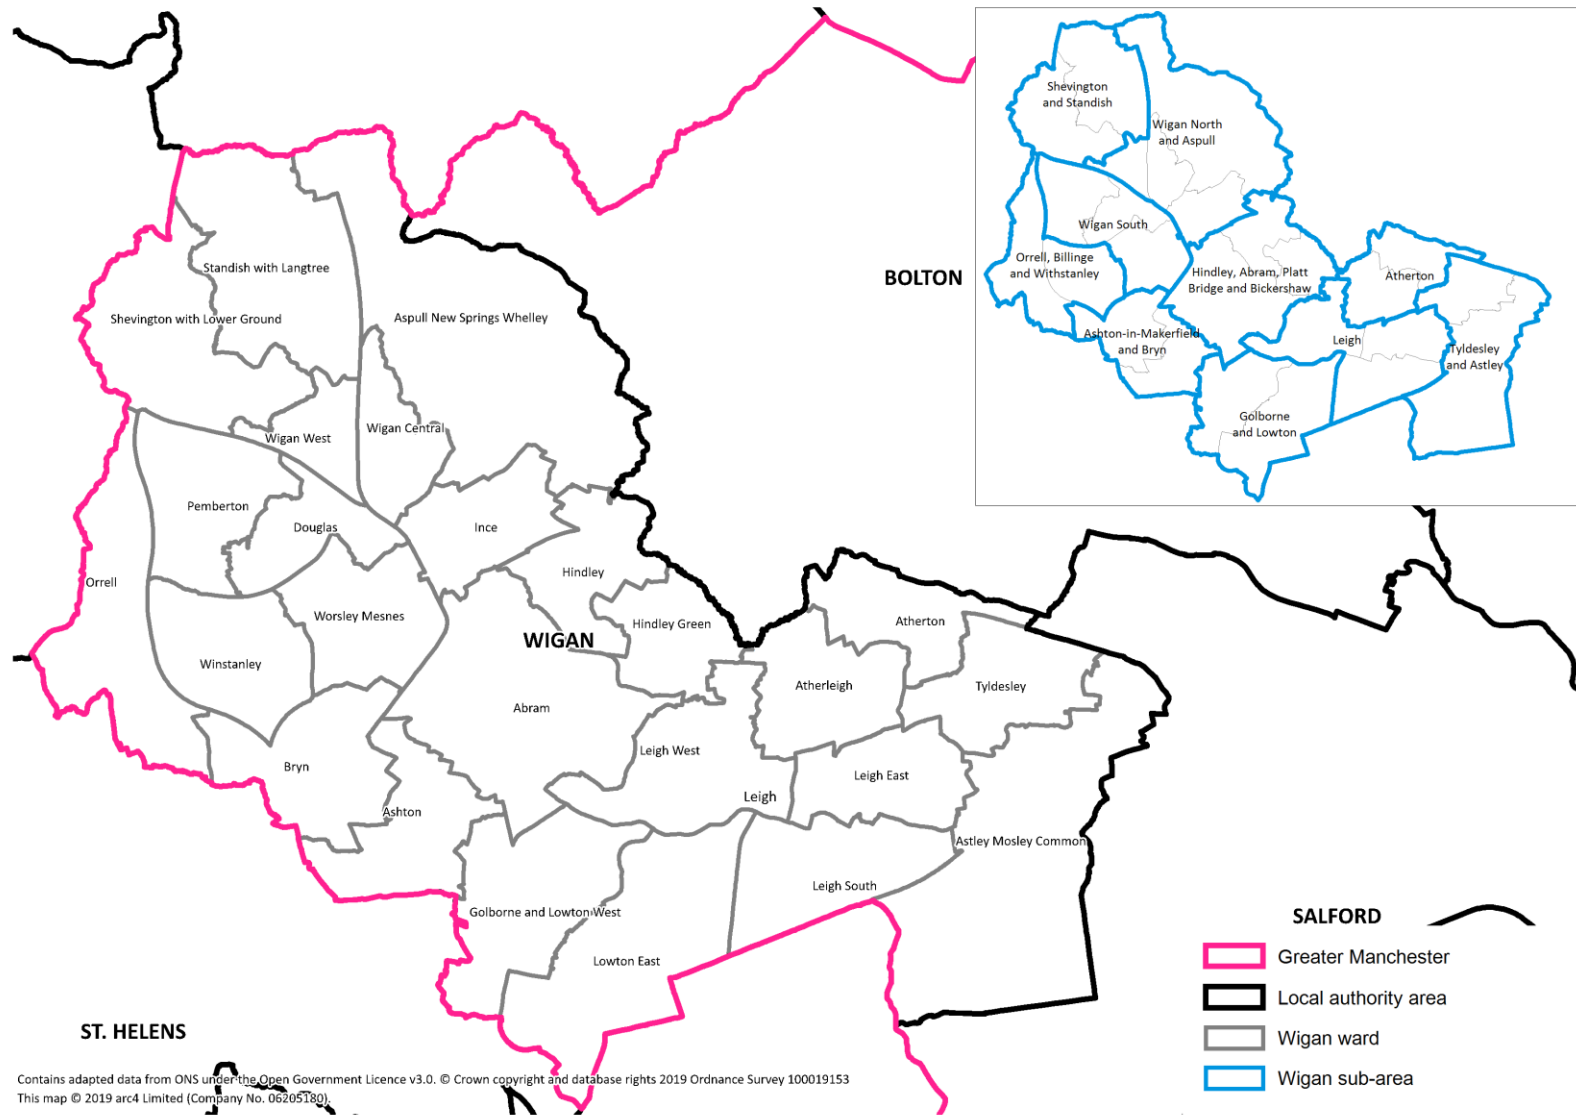 Shevington
and Standish
Wigan North
and Aspull
Wigan South
Orrell, Billinge
and Withstanley
Hindley, Abram, Platt
Bridge and Bickershaw
Atherton
Ashton-in-Makerfield
and Bryn
Leigh
Tyldesley
and Astley
Golborne
and Lowton
BOLTON
Standish with Langtree
Shevington with Lower Ground
Aspull New Springs Whelley
Wigan West
Wigan Central
Pemberton
Douglas
Ince
Orrell
Hindley
Worsley Mesnes
Hindley Green
Atherton
WIGAN
Winstanley
Atherleigh
Tyldesley
Abram
Leigh West
Bryn
Leigh East
Leigh
Ashton
Astley Mosley Common
Leigh South
Golborne and Lowton West
Lowton East
SALFORD
Greater Manchester
Local authority area
Wigan ward
Wigan sub-area
ST. HELENS
Contains adapted data from ONS under the Open Government Licence v3.0. © Crown copyright and database rights 2019 Ordnance Survey 100019153
This map © 2019 arc4 Limited (Company No. 06205180).